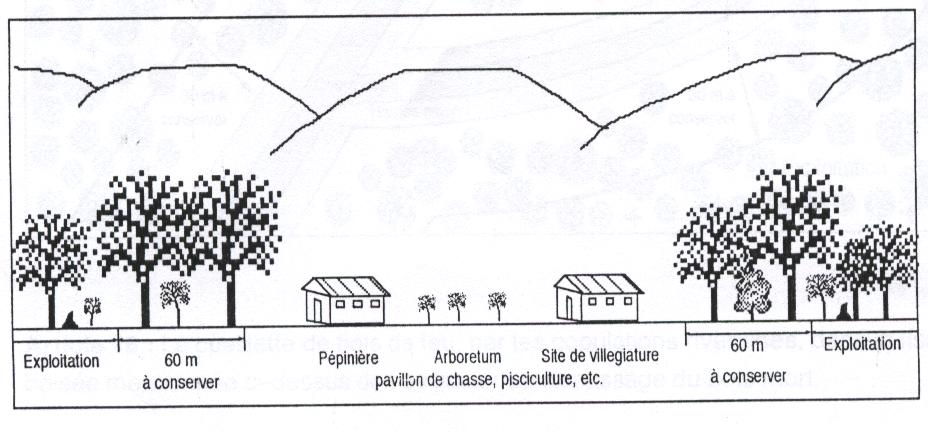 Exploitation 60 m Pépinière Arboretum Site de villegiature 60 m Exploitation
à conserver pavillon de chasse, pisciculture, etc. à conserver